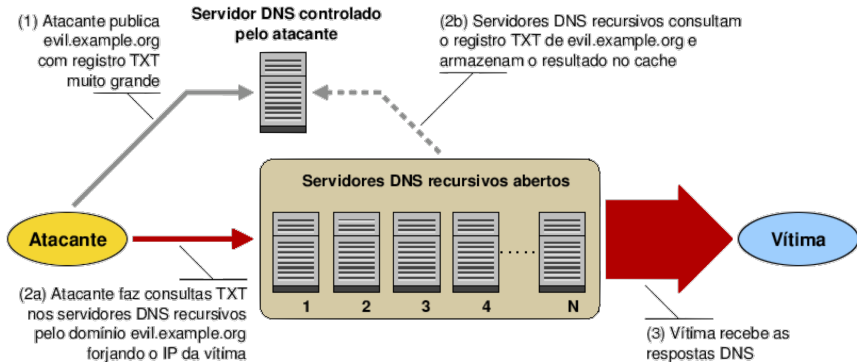 (1) Atacante publica
evil.example.org
com registro TXT
muito grande
Servidor DNS controlado
pelo atacante
(2b) Servidores DNS recursivos consultam
o registro TXT de evil.example.org e
armazenam o resultado no cache
Servidores DNS recursivos abertos
Atacante
1 2 3 4 ..... N
Vítima
(2a) Atacante faz consultas TXT
nos servidores DNS recursivos
pelo domínio evil.example.org
forjando o IP da vítima
(3) Vítima recebe as
respostas DNS